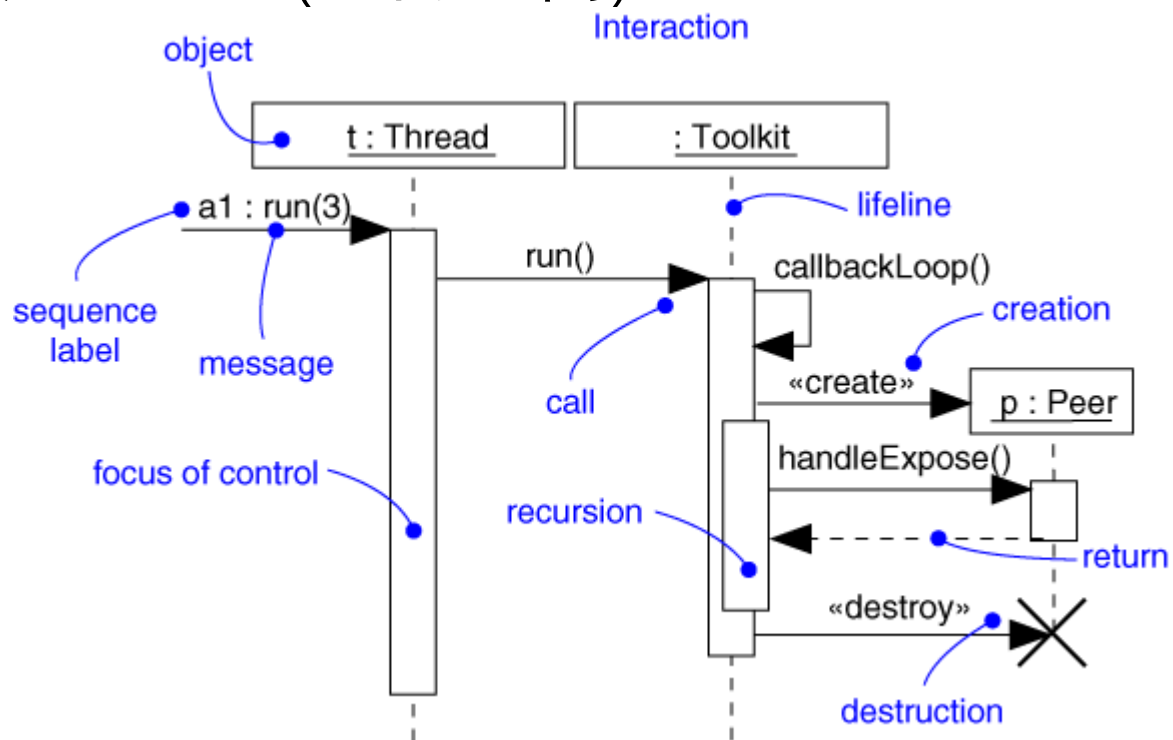 Interaction
object
t : Thread
: Toolkit
a1 : run(3)
lifeline
run()
callbackLoop()
sequence
label
message
creation
call
«create»
p : Peer
focus of control
handleExpose()
recursion
return
«destroy»
destruction